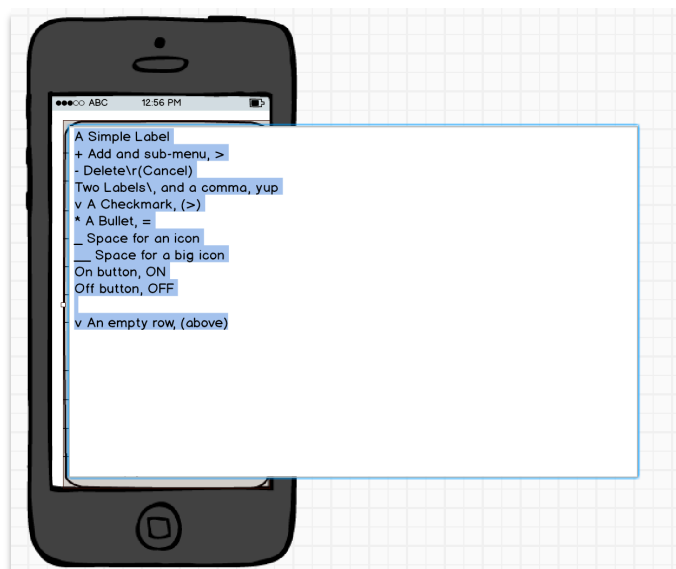 ABC 12:56 PM
A Simple Label
+ Add and sub-menu, >
- Delete\r(Cancel)
Two Labels\, and a comma, yup
v A Checkmark, (>)
* A Bullet, =
_ Space for an icon
__ Space for a big icon
On button, ON
Off button, OFF

v An empty row, (above)